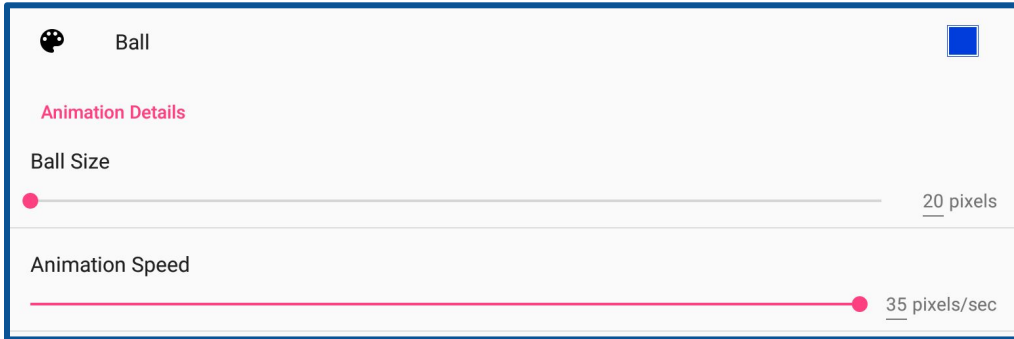 Ball
Animation Details
Ball Size
20 pixels
Animation Speed
35 pixels/sec